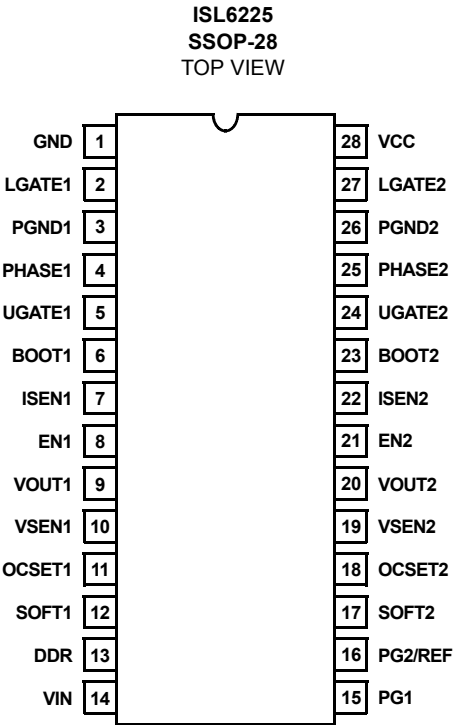 ISL6225
SSOP-28
TOP VIEW
GND 1 28 VCC
LGATE1 2 27 LGATE2
PGND1 3 26 PGND2
PHASE1 4 25 PHASE2
UGATE1 5 24 UGATE2
BOOT1 6 23 BOOT2
ISEN1 7 22 ISEN2
EN1 8 21 EN2
VOUT1 9 20 VOUT2
VSEN1 10 19 VSEN2
OCSET1 11 18 OCSET2
SOFT1 12 17 SOFT2
DDR 13 16 PG2/REF
VIN 14 15 PG1